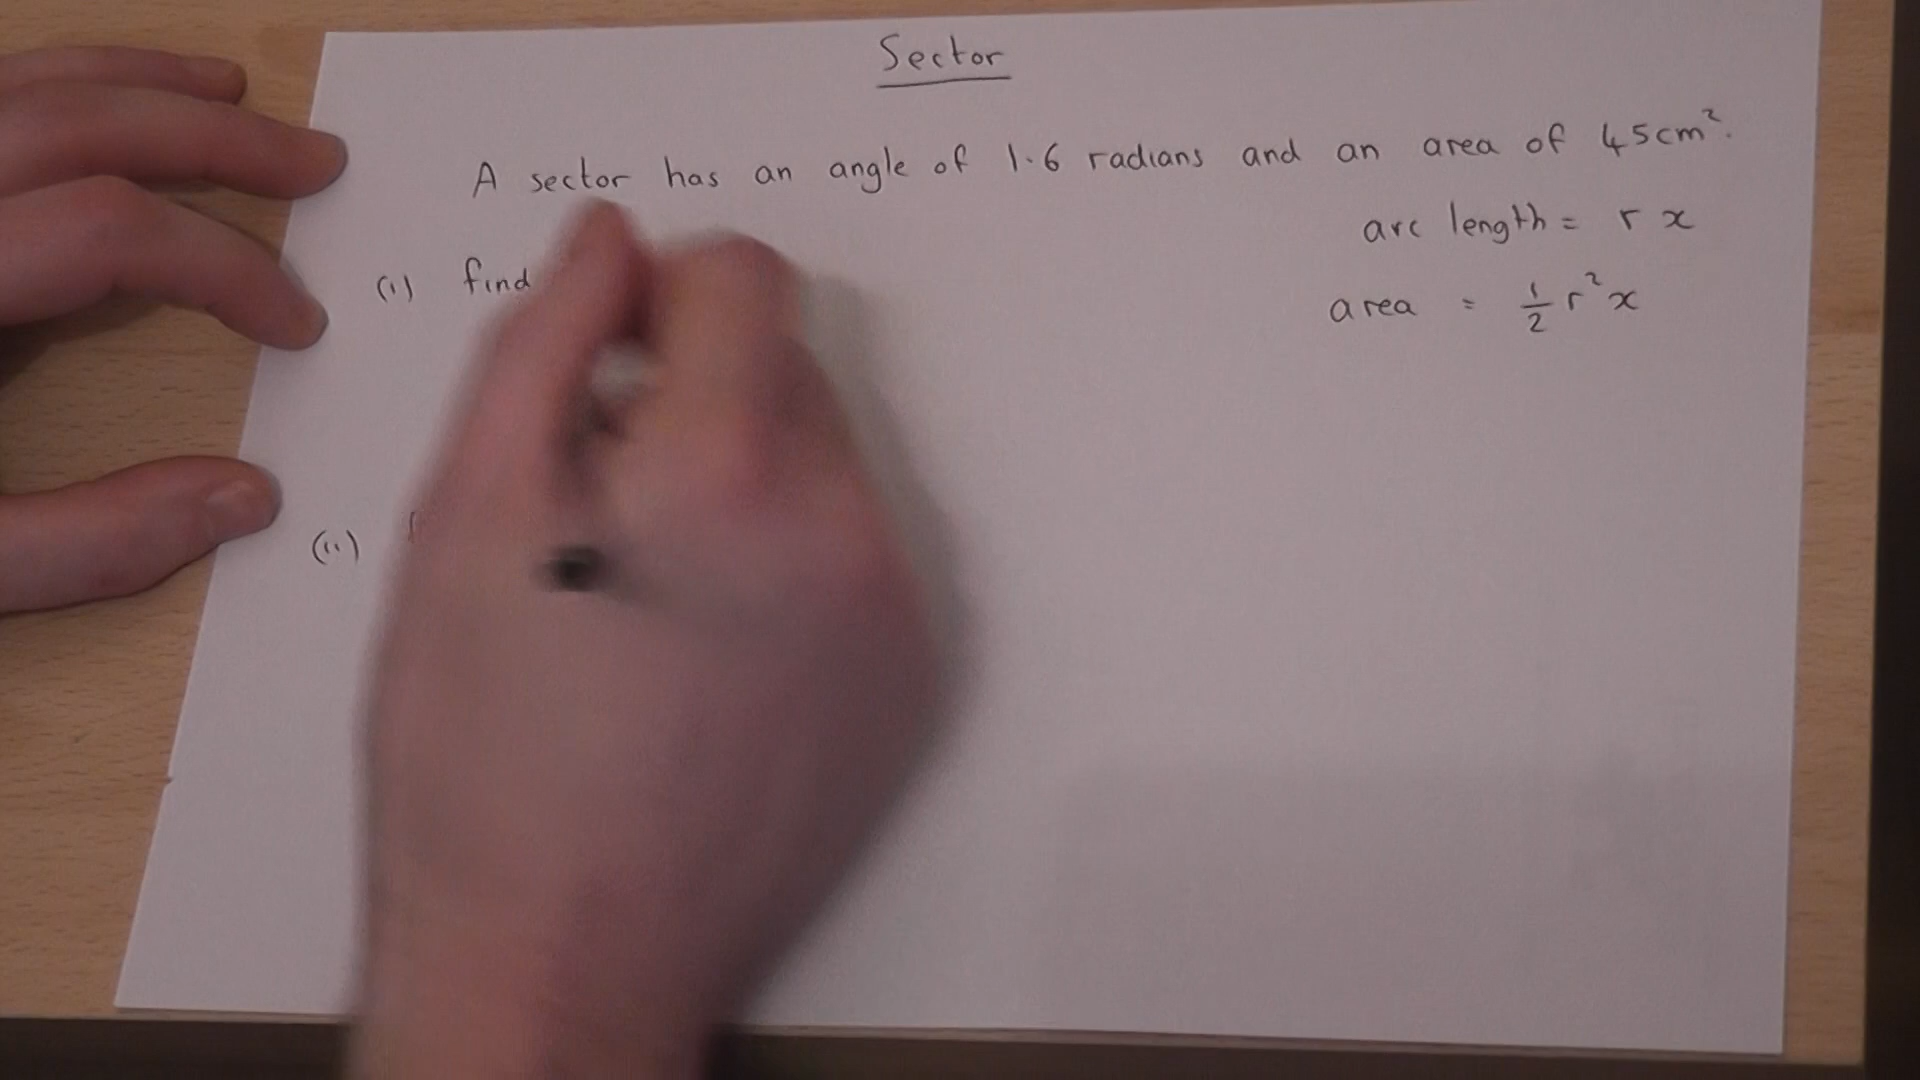 Sector
A sector has an angle of 1.6 radians and an area of 45cm².
arc length = r x
(i) find
area = 1/2 r² x
(ii)